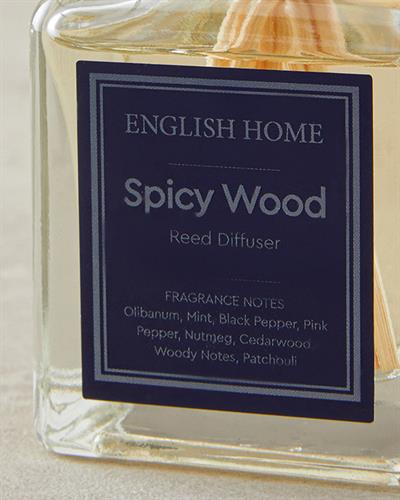 ENGLISH HOME
Spicy Wood
Reed Diffuser
FRAGRANCE NOTES
Olibanum, Mint, Black Pepper, Pink
Pepper, Nutmeg, Cedarwood
Woody Notes, Patchouli